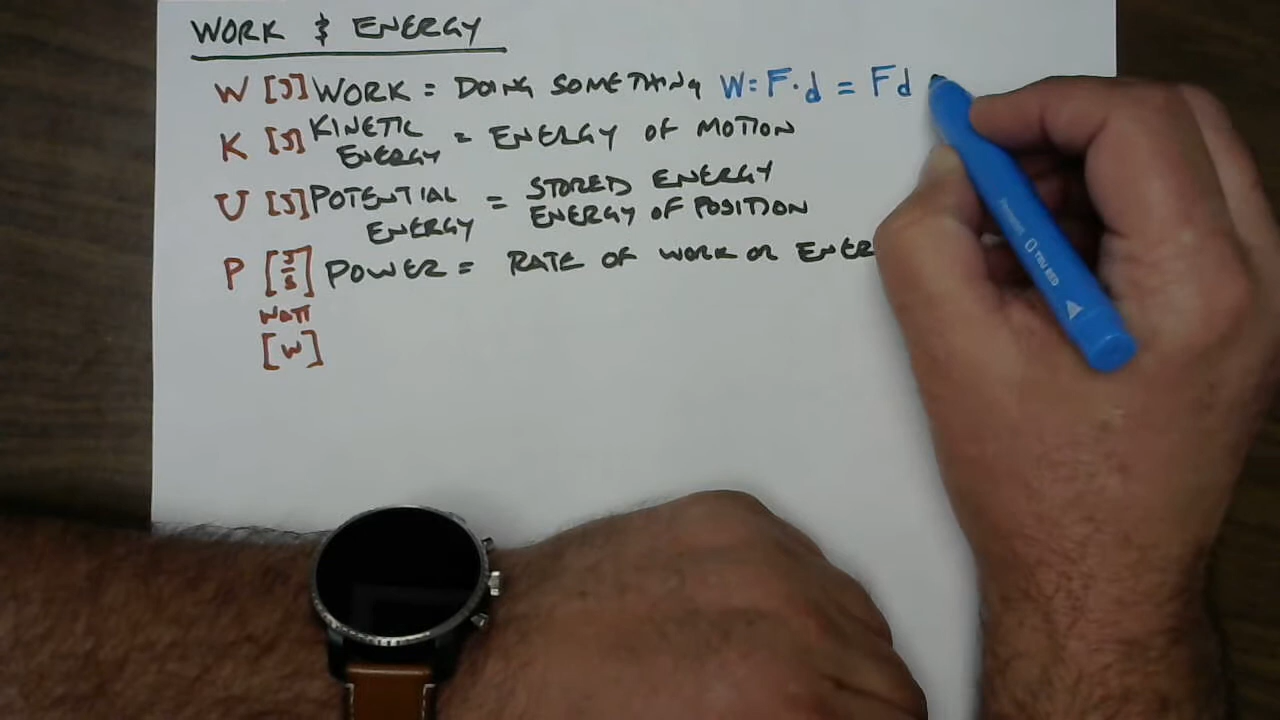 WORK & ENERGY
W [J] WORK = DOING SOMETHING W = F · d = Fd
K [J] KINETIC ENERGY = ENERGY OF MOTION
U [J] POTENTIAL ENERGY = STORED ENERGY
ENERGY OF POSITION
P [J/S] POWER = RATE OF WORK OR ENER
WATT
[W]